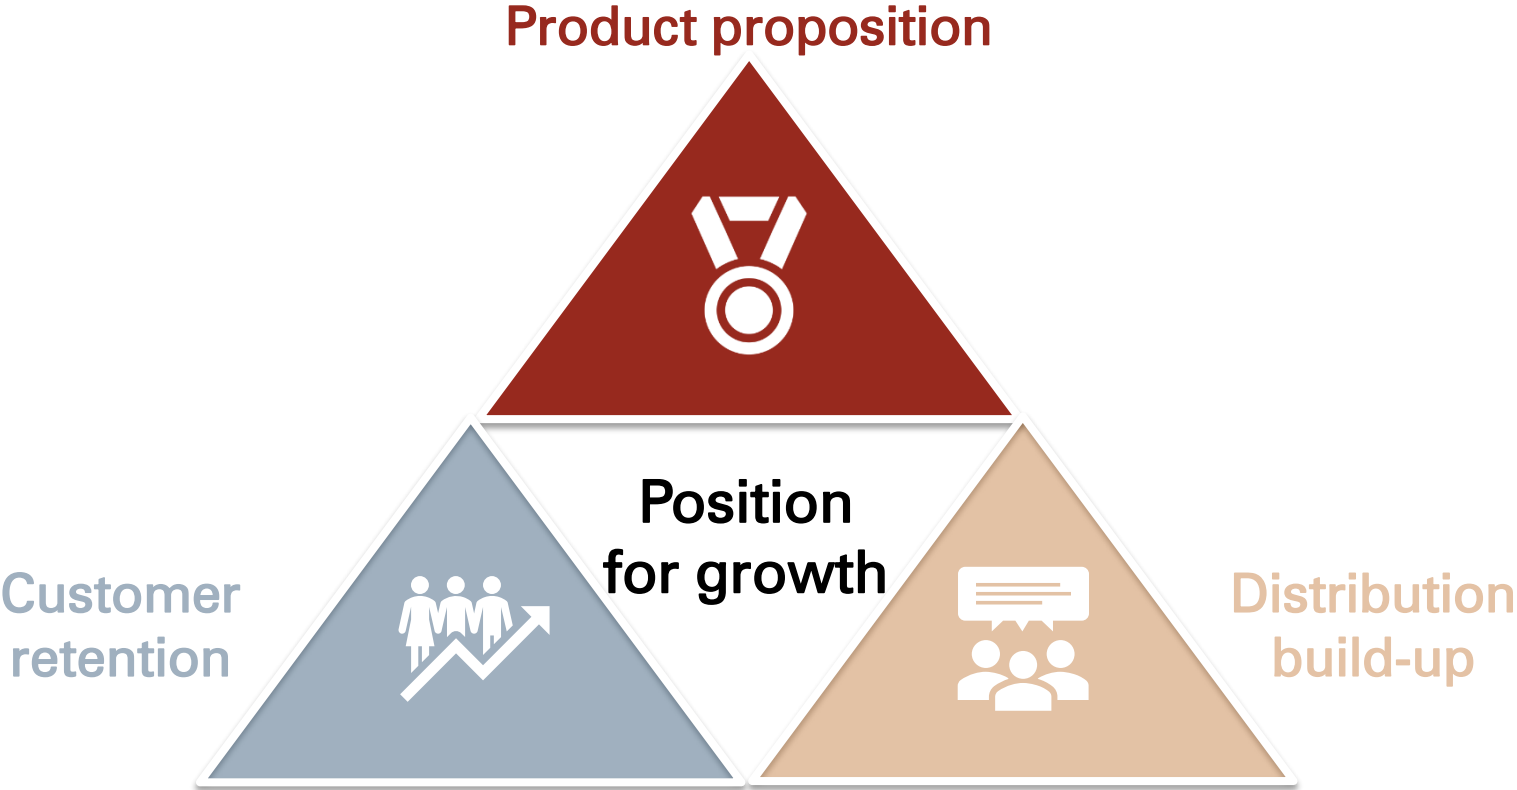 Product proposition
Position
for growth
Customer
retention
Distribution
build-up